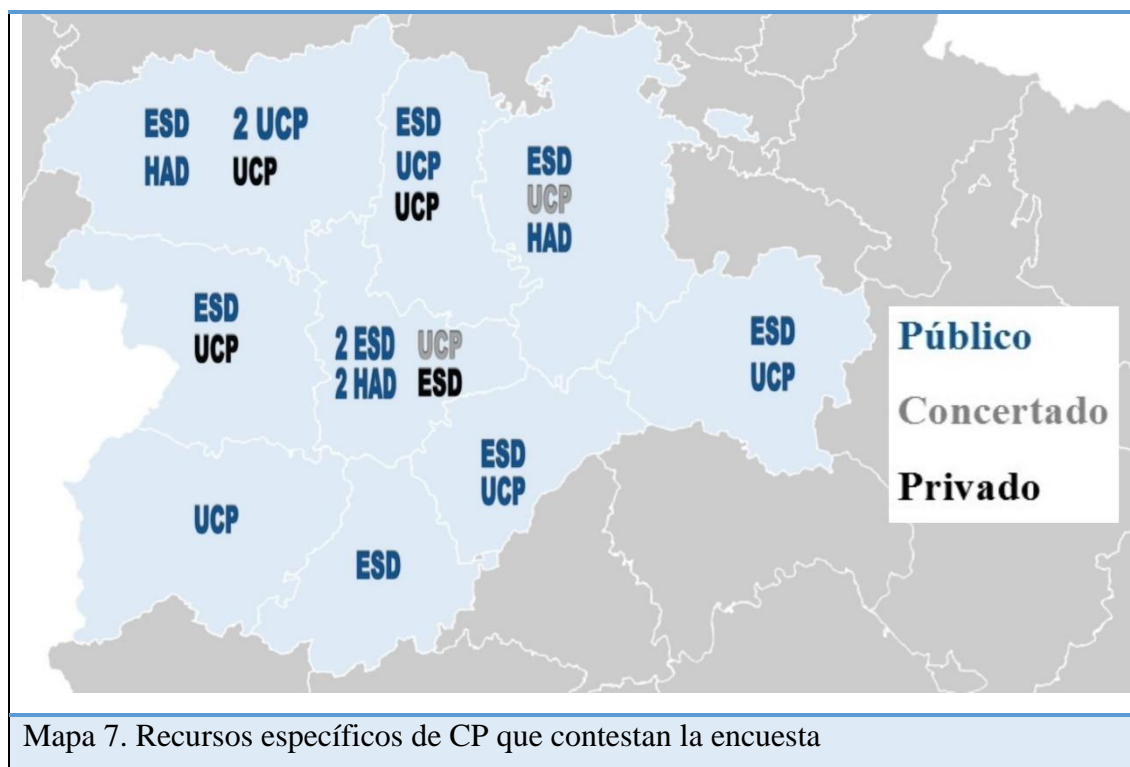 ESD 2 UCP
HAD UCP
ESD
UCP
UCP
ESD
UCP
HAD
ESD
UCP
2 ESD UCP
2 HAD ESD
ESD
UCP
ESD
UCP
UCP
ESD
Público
Concertado
Privado
Mapa 7. Recursos específicos de CP que contestan la encuesta